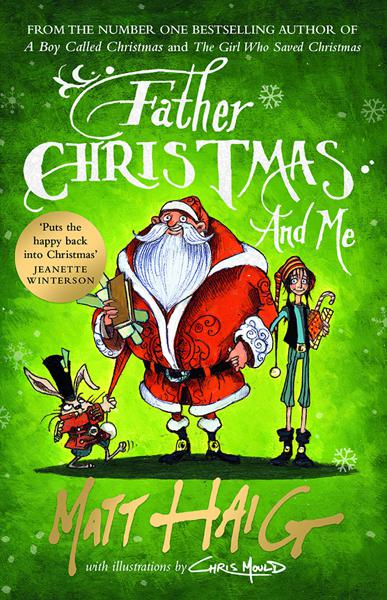 FROM THE NUMBER ONE BESTSELLING AUTHOR OF
A Boy Called Christmas and The Girl Who Saved Christmas
Father
CHRISTMAS
And Me
'Puts the
happy back
into Christmas'
JEANETTE
WINTERSON
MATT HAIG
with illustrations by CHRIS MOULD